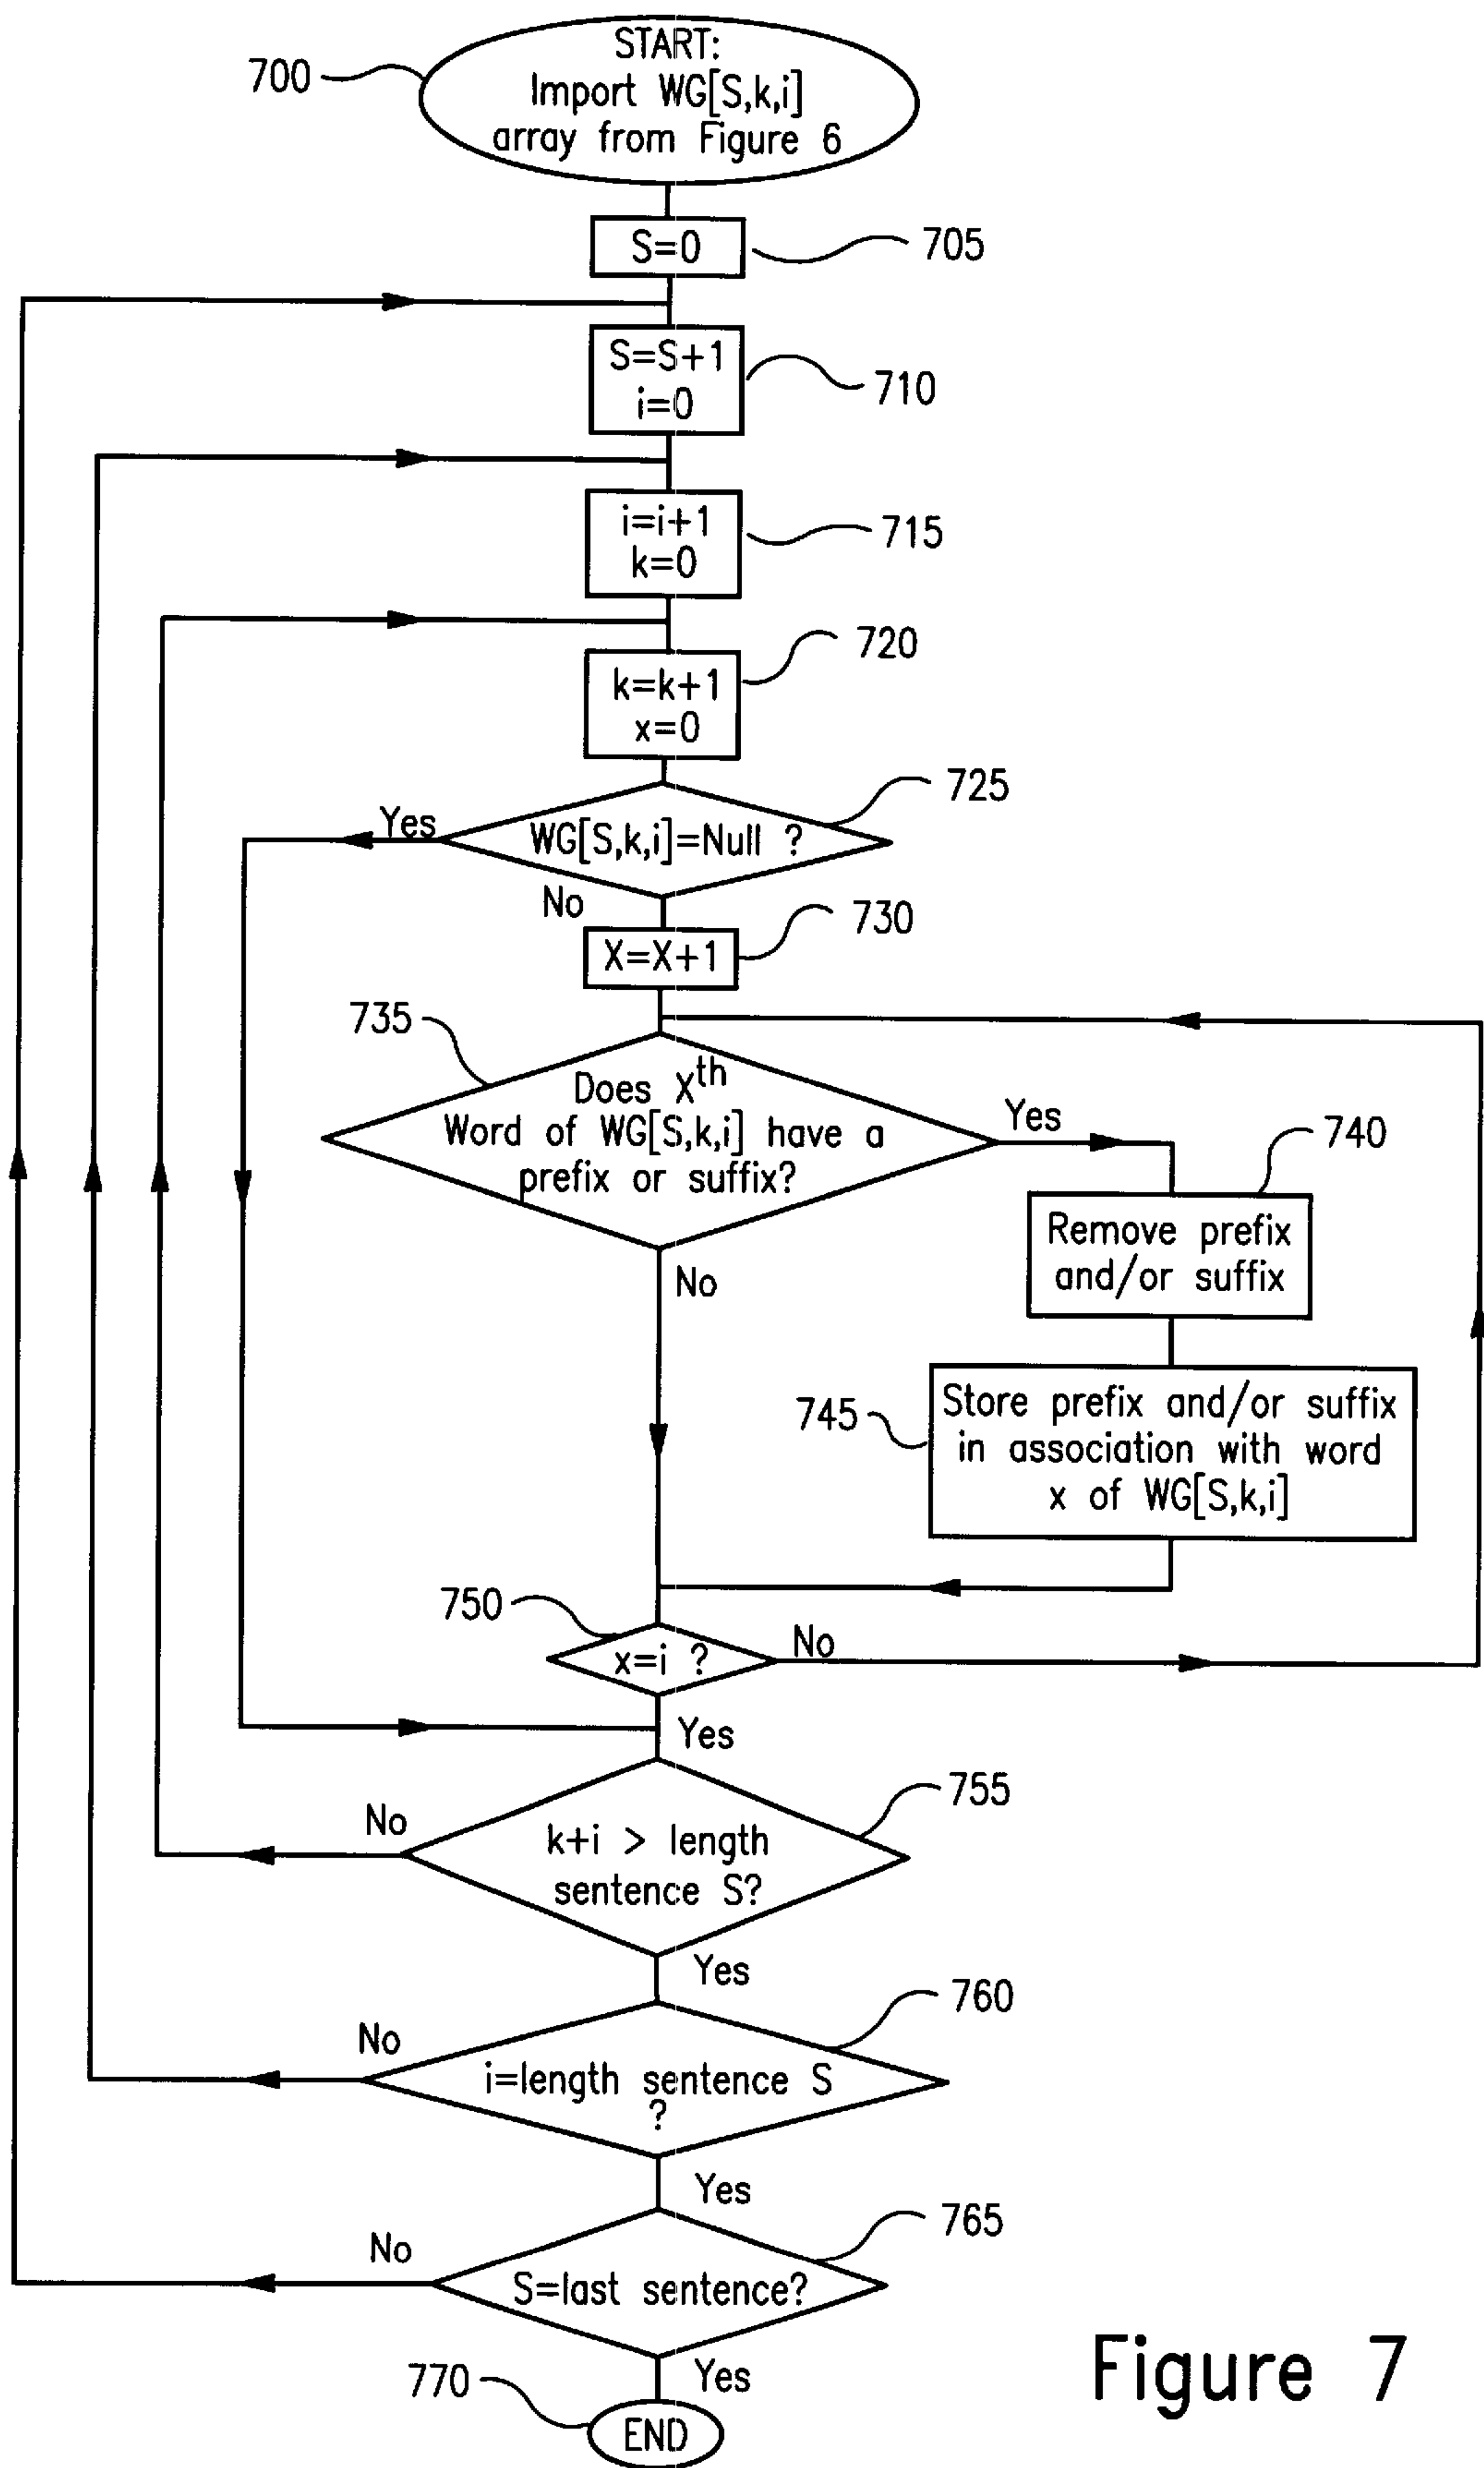 START:
Import WG[S,k,i]
array from Figure 6
700
S=0
705
S=S+1
i=0
710
i=i+1
k=0
715
k=k+1
x=0
720
WG[S,k,i]=Null ?
725
Yes
No
X=X+1
730
735
Does Xth
Word of WG[S,k,i] have a
prefix or suffix?
Yes
No
740
Remove prefix
and/or suffix
745
Store prefix and/or suffix
in association with word
x of WG[S,k,i]
750
x=i ?
No
Yes
755
k+i > length
sentence S?
No
Yes
760
i=length sentence S
?
No
Yes
765
S=last sentence?
No
Yes
770
END
Figure 7